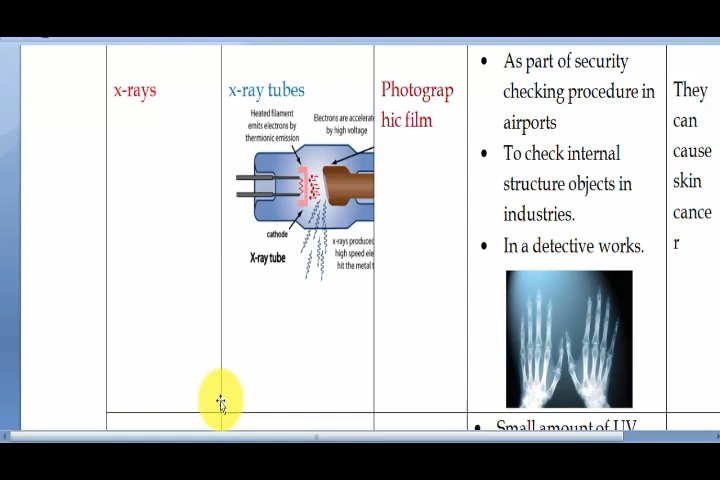 x-rays
x-ray tubes
Heated filament
emits electrons by
thermionic emission
Electrons are accelerat
by high voltage
cathode
X-ray tube
x-rays produced
high speed ele
hit the metal t
Photograp
hic film
• As part of security
checking procedure in
airports
• To check internal
structure objects in
industries.
• In a detective works.
They
can
cause
skin
cance
r
• Small amount of UV